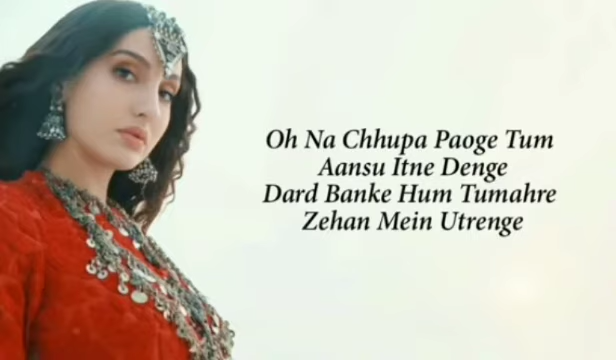 Oh Na Chhupa Paoge Tum
Aansu Itne Denge
Dard Banke Hum Tumahre
Zehan Mein Utrenge